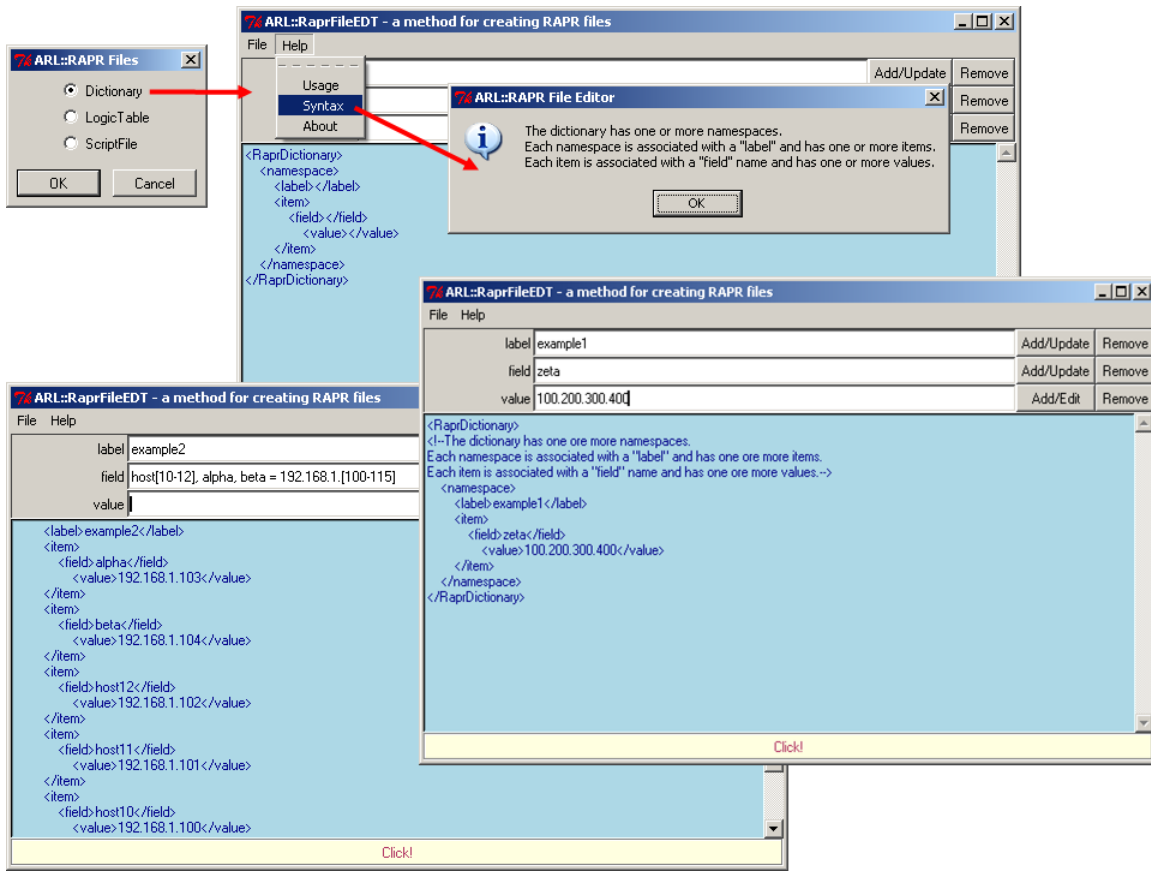 ARL::RAPR Files
Dictionary
LogicTable
ScriptFile
OK Cancel
ARL::RaprFileEDT - a method for creating RAPR files
File Help
Usage
Syntax
About
Add/Update Remove
Remove
Remove
<RaprDictionary>
<namespace>
<label></label>
<item>
<field></field>
<value></value>
</item>
</namespace>
</RaprDictionary>
ARL::RAPR File Editor
The dictionary has one or more namespaces.
Each namespace is associated with a "label" and has one or more items.
Each item is associated with a "field" name and has one or more values.
OK
ARL::RaprFileEDT - a method for creating RAPR files
File Help
label example1 Add/Update Remove
field zeta Add/Update Remove
value 100.200.300.400 Add/Edit Remove
<RaprDictionary>
<!--The dictionary has one ore more namespaces.
Each namespace is associated with a "label" and has one ore more items.
Each item is associated with a "field" name and has one ore more values.-->
<namespace>
<label>example1</label>
<item>
<field>zeta</field>
<value>100.200.300.400</value>
</item>
</namespace>
</RaprDictionary>
Click!
ARL::RaprFileEDT - a method for creating RAPR files
File Help
label example2
field host[10-12], alpha, beta = 192.168.1.[100-115]
value
<label>example2</label>
<item>
<field>alpha</field>
<value>192.168.1.103</value>
</item>
<item>
<field>beta</field>
<value>192.168.1.104</value>
</item>
<item>
<field>host12</field>
<value>192.168.1.102</value>
</item>
<item>
<field>host11</field>
<value>192.168.1.101</value>
</item>
<item>
<field>host10</field>
<value>192.168.1.100</value>
Click!